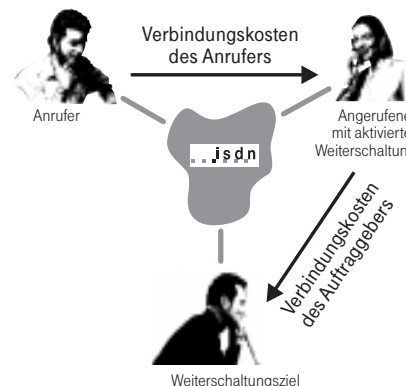 Verbindungskosten
des Anrufers
Anrufer
Angerufene
mit aktivierte
Weiterschaltun
isdn
Verbindungskosten
des Auftraggebers
Weiterschaltungsziel